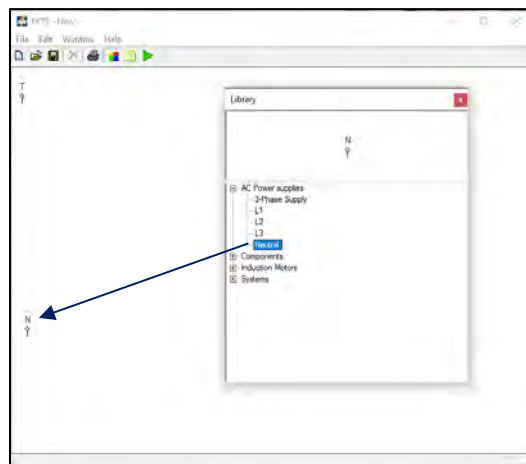 File Edit Window Help
T
Library
N
AC Power supplies
3-Phase Supply
L1
L2
L3
Neutral
Components
Induction Motors
Systems
N